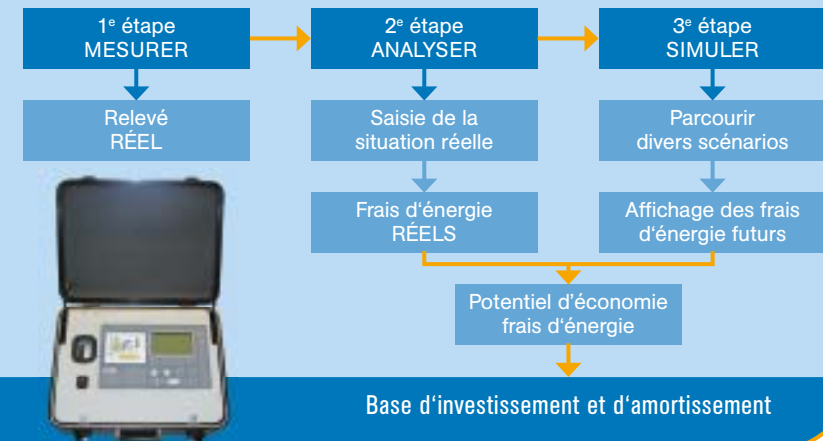 1e étape
MESURER
2e étape
ANALYSER
3e étape
SIMULER
Relevé
RÉEL
Saisie de la
situation réelle
Parcourir
divers scénarios
Frais d‘énergie
RÉELS
Affichage des frais
d‘énergie futurs
Potentiel d’économie
frais d‘énergie
Base d‘investissement et d‘amortissement